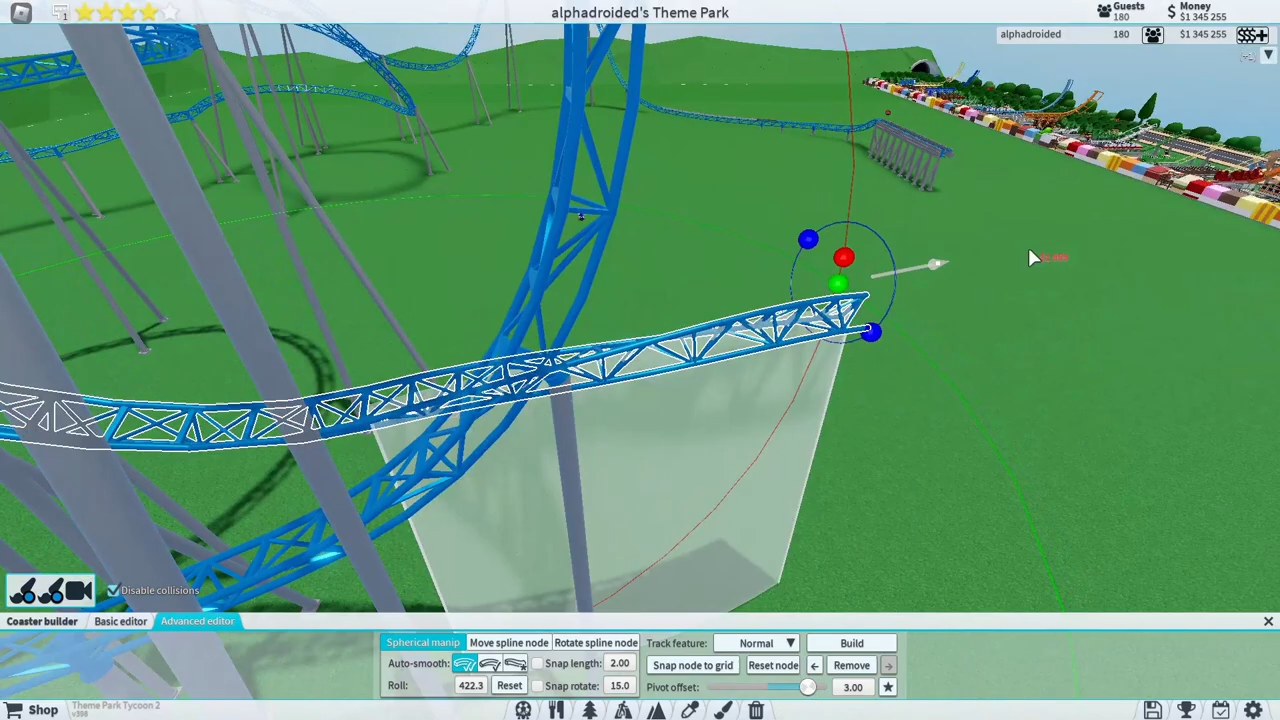 1
alphadroided's Theme Park
Guests
180
Money
$1 345 255
alphadroided 180 $1 345 255 $$$+
Disable collisions
Coaster builder Basic editor Advanced editor
Spherical manip Move spline node Rotate spline node Track feature: Normal Build
Auto-smooth: Snap length: 2.00 Snap node to grid Reset node Remove
Roll: 422.3 Reset Snap rotate: 15.0 Pivot offset: 3.00
Shop
Theme Park Tycoon 2
v398